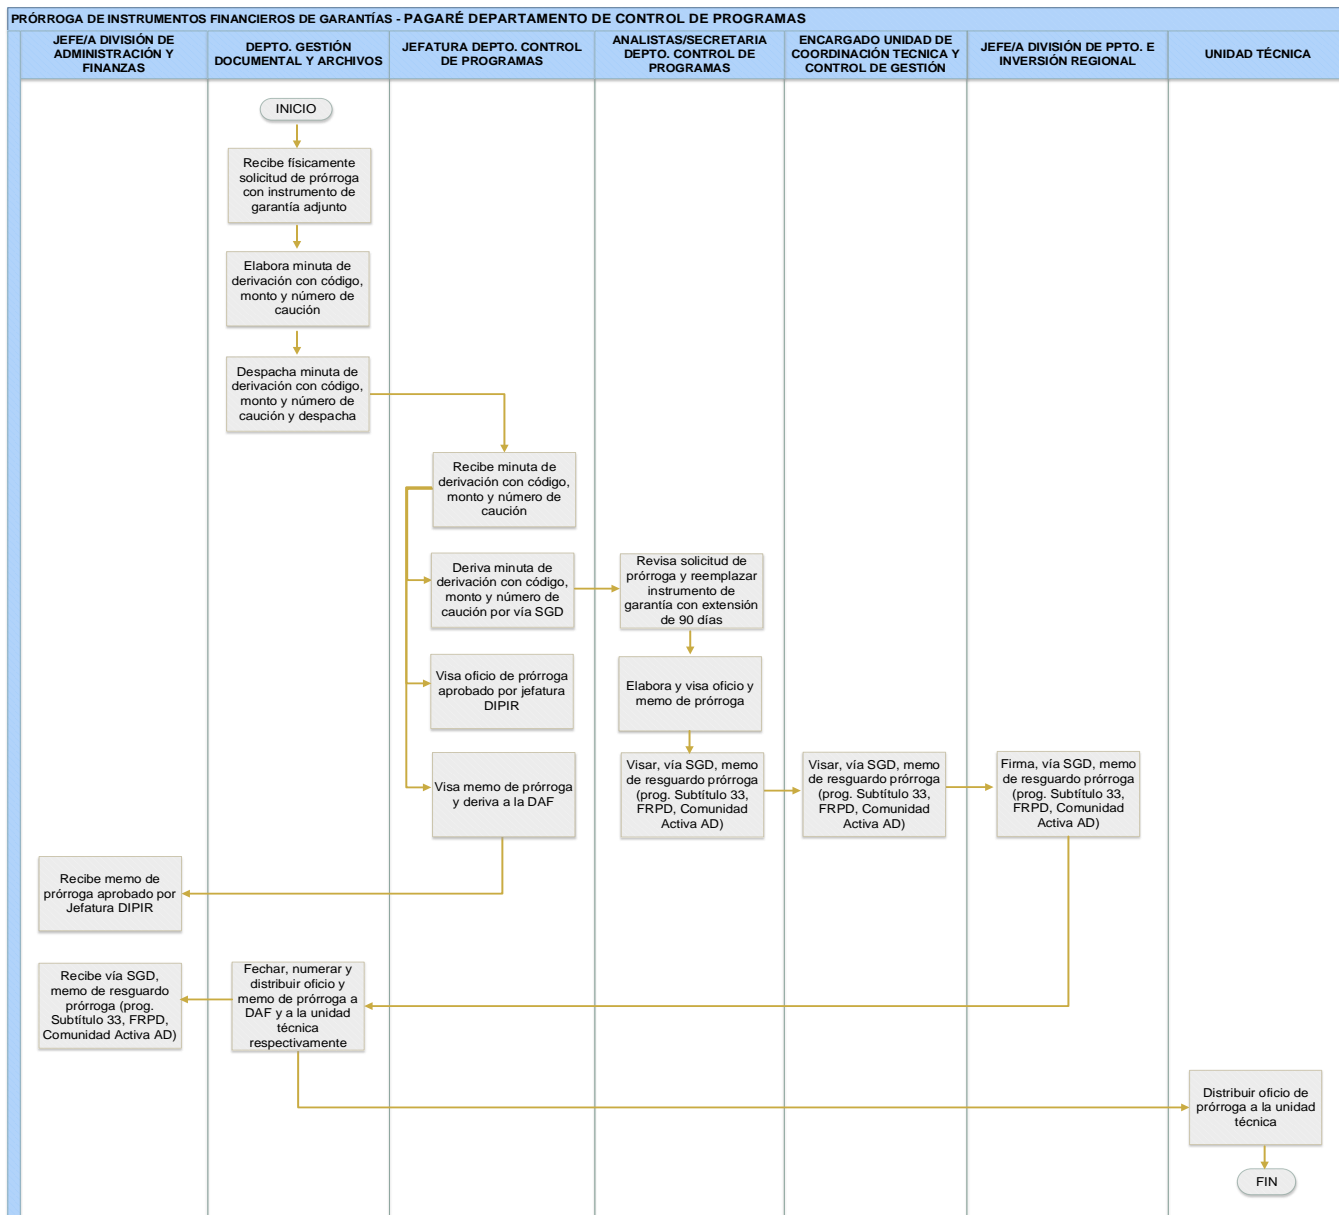 PRÓRROGA DE INSTRUMENTOS FINANCIEROS DE GARANTÍAS - PAGARÉ DEPARTAMENTO DE CONTROL DE PROGRAMAS
JEFE/A DIVISIÓN DE
ADMINISTRACIÓN Y
FINANZAS
DEPTO. GESTIÓN
DOCUMENTAL Y ARCHIVOS
JEFATURA DEPTO. CONTROL
DE PROGRAMAS
ANALISTAS/SECRETARIA
DEPTO. CONTROL DE
PROGRAMAS
ENCARGADO UNIDAD DE
COORDINACIÓN TECNICA Y
CONTROL DE GESTIÓN
JEFE/A DIVISIÓN DE PPTO. E
INVERSIÓN REGIONAL
UNIDAD TÉCNICA
INICIO
Recibe físicamente
solicitud de prórroga
con instrumento de
garantía adjunto
Elabora minuta de
derivación con código,
monto y número de
caución
Despacha minuta de
derivación con código,
monto y número de
caución y despacha
Recibe minuta de
derivación con código,
monto y número de
caución
Deriva minuta de
derivación con código,
monto y número de
caución por vía SGD
Revisa solicitud de
prórroga y reemplazar
instrumento de
garantía con extensión
de 90 días
Visa oficio de prórroga
aprobado por jefatura
DIPIR
Elabora y visa oficio y
memo de prórroga
Visa memo de prórroga
y deriva a la DAF
Visar, vía SGD, memo
de resguardo prórroga
(prog. Subtítulo 33,
FRPD, Comunidad
Activa AD)
Visar, vía SGD, memo
de resguardo prórroga
(prog. Subtítulo 33,
FRPD, Comunidad
Activa AD)
Firma, vía SGD, memo
de resguardo prórroga
(prog. Subtítulo 33,
FRPD, Comunidad
Activa AD)
Recibe memo de
prórroga aprobado por
Jefatura DIPIR
Recibe vía SGD,
memo de resguardo
prórroga (prog.
Subtítulo 33, FRPD,
Comunidad Activa AD)
Fechar, numerar y
distribuir oficio y
memo de prórroga a
DAF y a la unidad
técnica
respectivamente
Distribuir oficio de
prórroga a la unidad
técnica
FIN